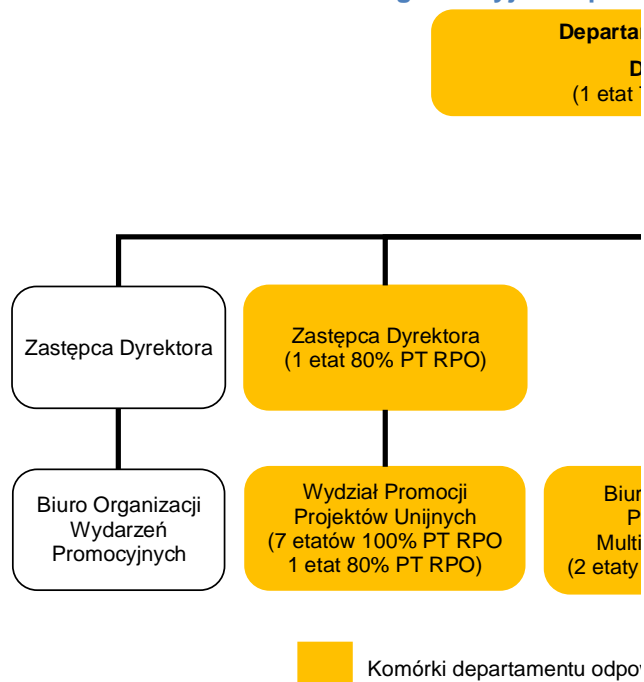 Departa
D
(1 etat
Zastępca Dyrektora
Zastępca Dyrektora
(1 etat 80% PT RPO)
Biuro Organizacji
Wydarzeń
Promocyjnych
Wydział Promocji
Projektów Unijnych
(7 etatów 100% PT RPO
1 etat 80% PT RPO)
Biur
P
Multi
(2 etaty
Komórki departamentu odpo